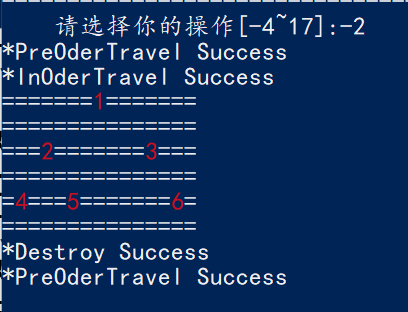 请选择你的操作[-4~17]:-2
*PreOderTravel Success
*InOderTravel Success
=======1=======
===============
===2=======3===
===============
=4===5=======6=
===============
*Destroy Success
*PreOderTravel Success